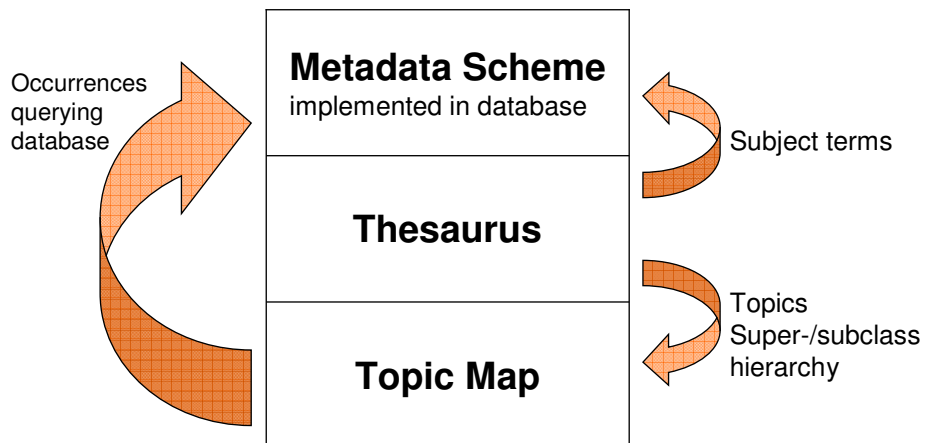 Metadata Scheme
implemented in database
Occurrences
querying
database
Subject terms
Thesaurus
Topics
Super-/subclass
hierarchy
Topic Map